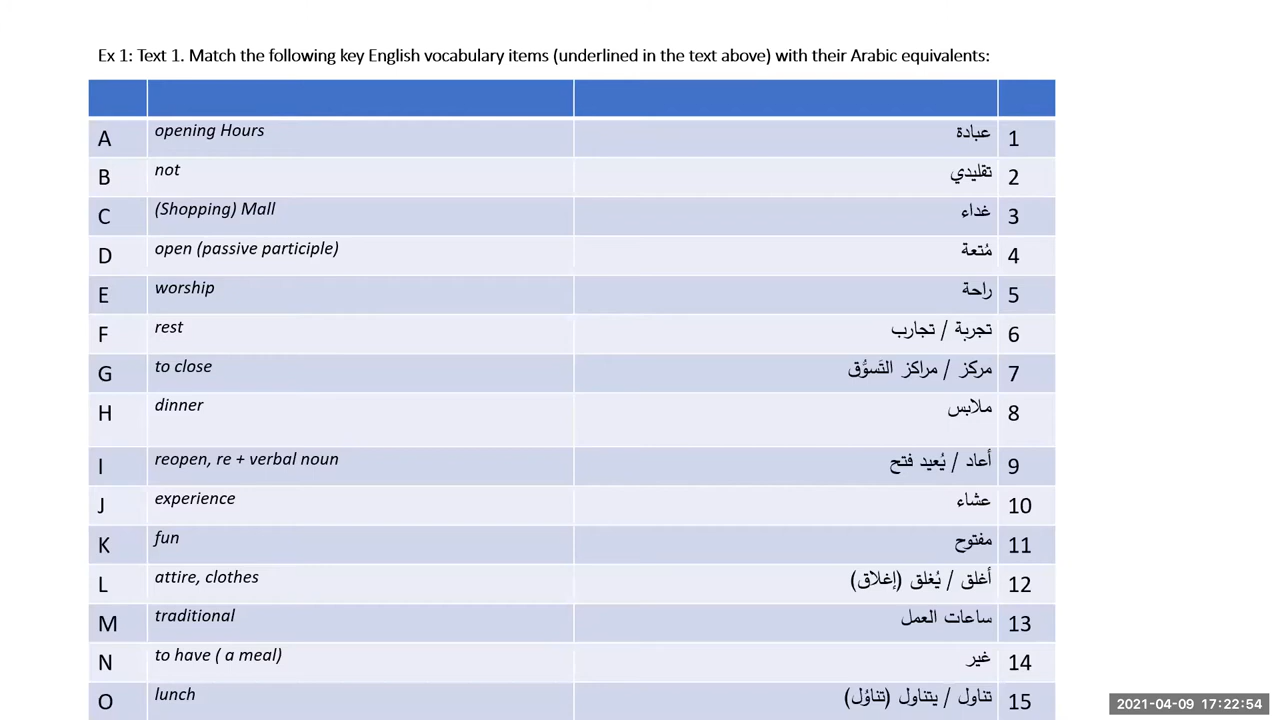 Ex 1: Text 1. Match the following key English vocabulary items (underlined in the text above) with their Arabic equivalents:
A opening Hours عبادة 1
B not تقليدي 2
C (Shopping) Mall غداء 3
D open (passive participle) مُتعة 4
E worship راحة 5
F rest تجربة / تجارب 6
G to close مركز / مراكز التَسوُّق 7
H dinner ملابس 8
I reopen, re + verbal noun أعاد / يُعيد فتح 9
J experience عشاء 10
K fun مفتوح 11
L attire, clothes أغلق / يُغلق (إغلاق) 12
M traditional ساعات العمل 13
N to have ( a meal) غير 14
O lunch تناول / يتناول (تناوُل) 15
2021-04-09 17:22:54